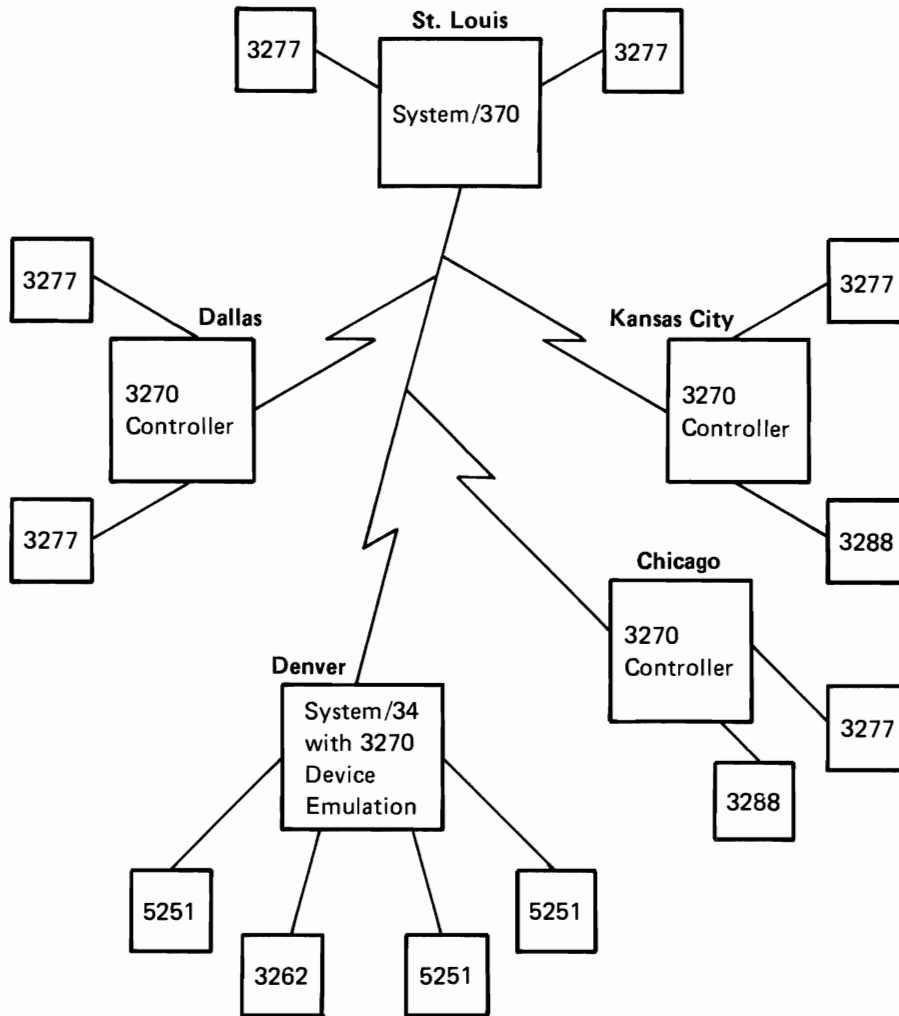 St. Louis
3277
3277
System/370
3277
Dallas
Kansas City
3277
3270
Controller
3270
Controller
3277
3288
Chicago
3270
Controller
Denver
System/34
with 3270
Device
Emulation
3277
3288
5251
5251
3262
5251